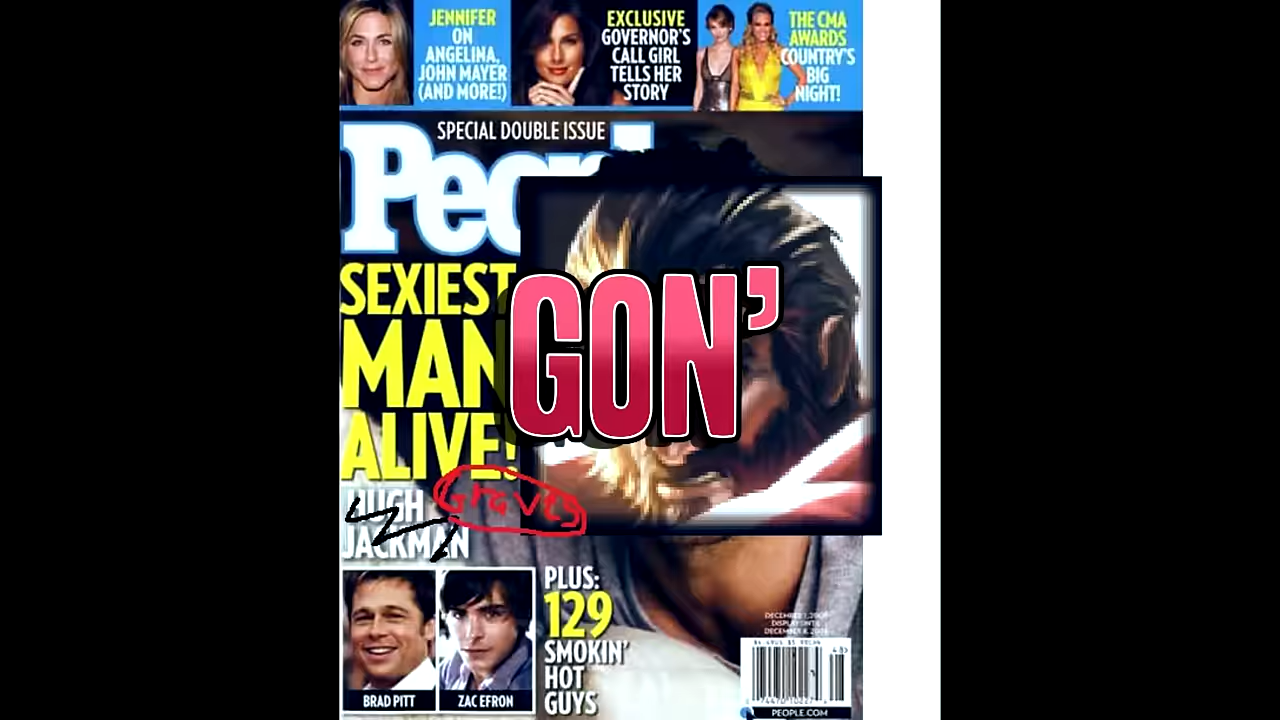 JENNIFER
ON
ANGELINA,
JOHN MAYER
(AND MORE!)
EXCLUSIVE
GOVERNOR'S
CALL GIRL
TELLS HER
STORY
THE CMA
AWARDS
COUNTRY'S
BIG
NIGHT!
SPECIAL DOUBLE ISSUE
SEXIEST
MAN
ALIVE!
GON'
Graves
HUGH
JACKMAN
BRAD PITT
ZAC EFRON
PLUS:
129
SMOKIN'
HOT
GUYS
PEOPLE.COM